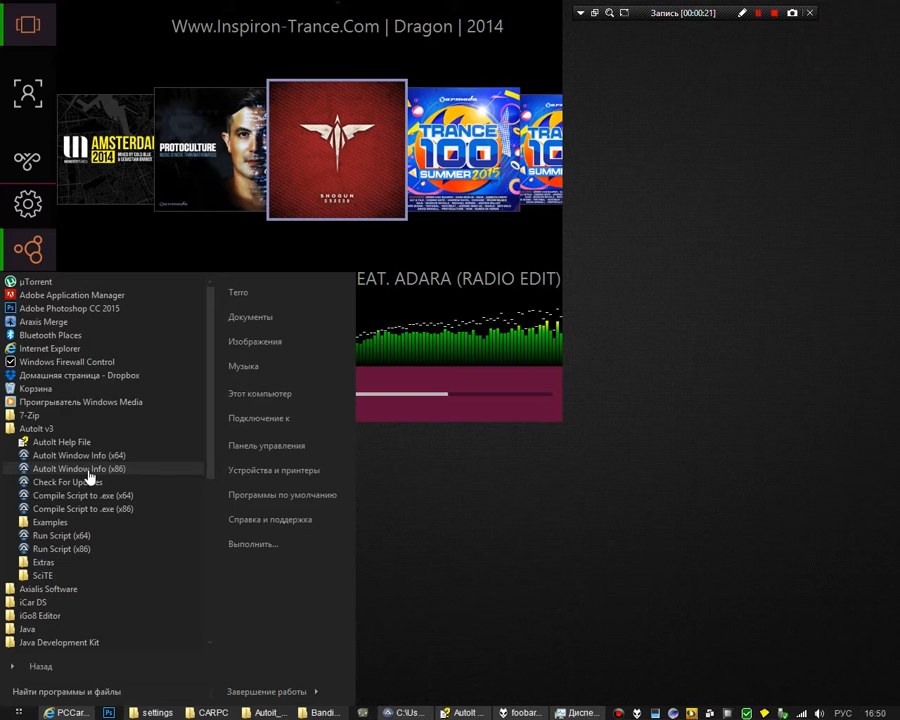 Www.Inspiron-Trance.Com | Dragon | 2014
Запись [00:00:21]
AMSTERDA
2014
PROTOCULTURE
SHOGUN
armada
TRANCE
100
SUMMER 2015
EAT. ADARA (RADIO EDIT)
µTorrent
Adobe Application Manager
Adobe Photoshop CC 2015
Araxis Merge
Bluetooth Places
Internet Explorer
Windows Firewall Control
Домашняя страница - Dropbox
Корзина
Проигрыватель Windows Media
7-Zip
AutoIt v3
AutoIt Help File
AutoIt Window Info (x64)
AutoIt Window Info (x86)
Check For Updates
Compile Script to .exe (x64)
Compile Script to .exe (x86)
Examples
Run Script (x64)
Run Script (x86)
Extras
SciTE
Axialis Software
iCar DS
iGo8 Editor
Java
Java Development Kit
Назад
Найти программы и файлы
Terro
Документы
Изображения
Музыка
Этот компьютер
Подключение к
Панель управления
Устройства и принтеры
Программы по умолчанию
Справка и поддержка
Выполнить...
Завершение работы
PCCar...
settings
CARPC
Autoit_...
Bandi...
C:\Us...
AutoIt ...
foobar...
Диспе...
РУС
16:50